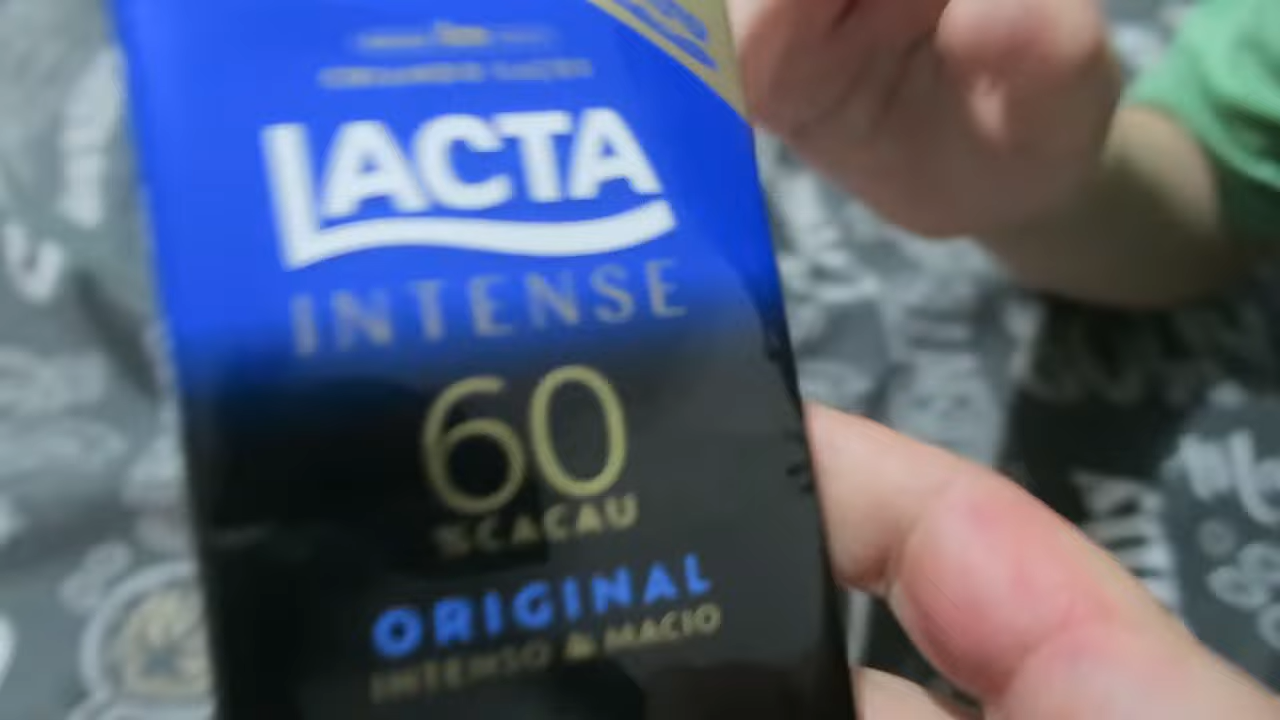 LACTA
INTENSE
60
%CACAU
ORIGINAL
INTENSO & MACIO